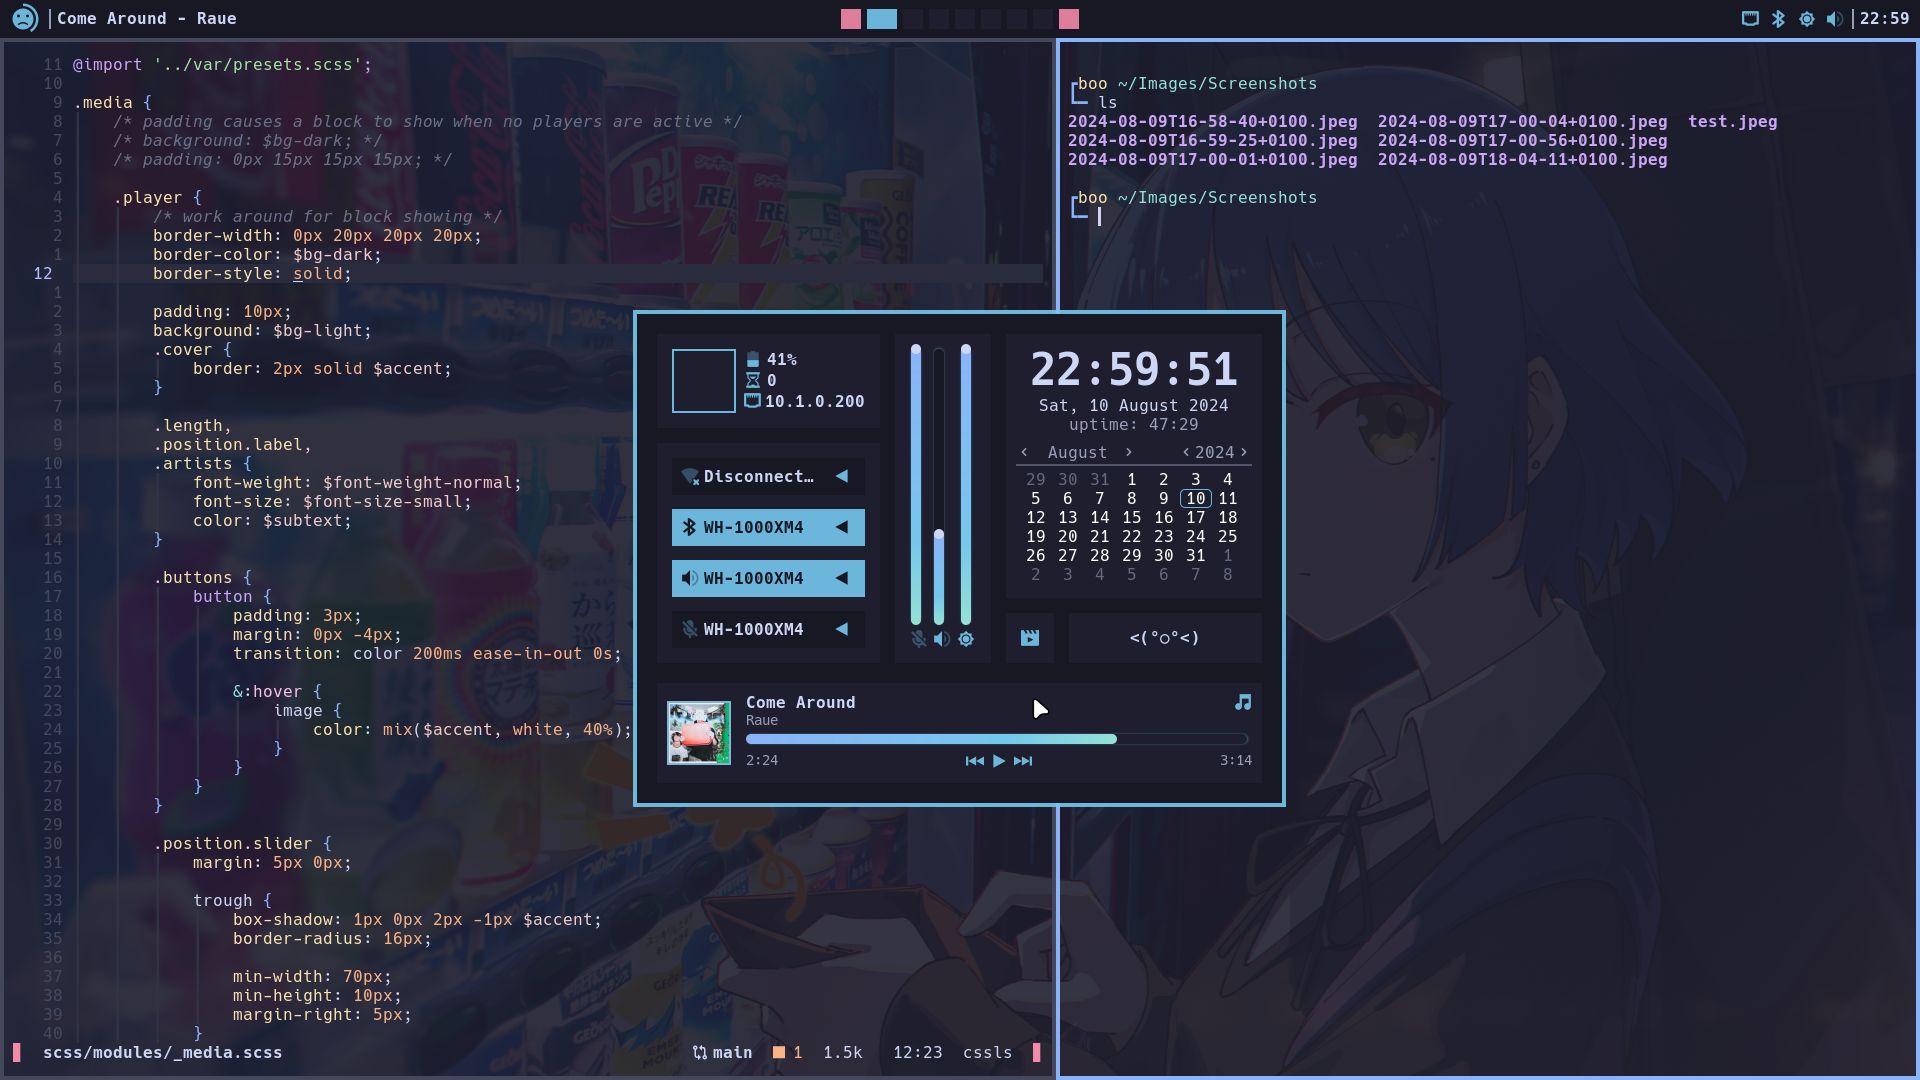 Come Around - Raue
22:59
11 @import '../var/presets.scss';
10
9 .media {
8 /* padding causes a block to show when no players are active */
7 /* background: $bg-dark; */
6 /* padding: 0px 15px 15px 15px; */
5
4 .player {
3 /* work around for block showing */
2 border-width: 0px 20px 20px 20px;
1 border-color: $bg-dark;
12 border-style: solid;
1
2 padding: 10px;
3 background: $bg-light;
4 .cover {
5 border: 2px solid $accent;
6 }
7
8 .length,
9 .position.label,
10 .artists {
11 font-weight: $font-weight-normal;
12 font-size: $font-size-small;
13 color: $subtext;
14 }
15
16 .buttons {
17 button {
18 padding: 3px;
19 margin: 0px -4px;
20 transition: color 200ms ease-in-out 0s;
21
22 &:hover {
23 image {
24 color: mix($accent, white, 40%);
25 }
26 }
27 }
28 }
29
30 .position.slider {
31 margin: 5px 0px;
32
33 trough {
34 box-shadow: 1px 0px 2px -1px $accent;
35 border-radius: 16px;
36
37 min-width: 70px;
38 min-height: 10px;
39 margin-right: 5px;
40 }
scss/modules/_media.scss main 1 1.5k 12:23 cssls
boo ~/Images/Screenshots
ls
2024-08-09T16-58-40+0100.jpeg 2024-08-09T17-00-04+0100.jpeg test.jpeg
2024-08-09T16-59-25+0100.jpeg 2024-08-09T17-00-56+0100.jpeg
2024-08-09T17-00-01+0100.jpeg 2024-08-09T18-04-11+0100.jpeg
boo ~/Images/Screenshots
41%
0
10.1.0.200
Disconnect…
WH-1000XM4
WH-1000XM4
WH-1000XM4
22:59:51
Sat, 10 August 2024
uptime: 47:29
‹ August › ‹ 2024 ›
29 30 31 1 2 3 4
5 6 7 8 9 10 11
12 13 14 15 16 17 18
19 20 21 22 23 24 25
26 27 28 29 30 31 1
2 3 4 5 6 7 8
<(°○°<)
Come Around
Raue
2:24
3:14